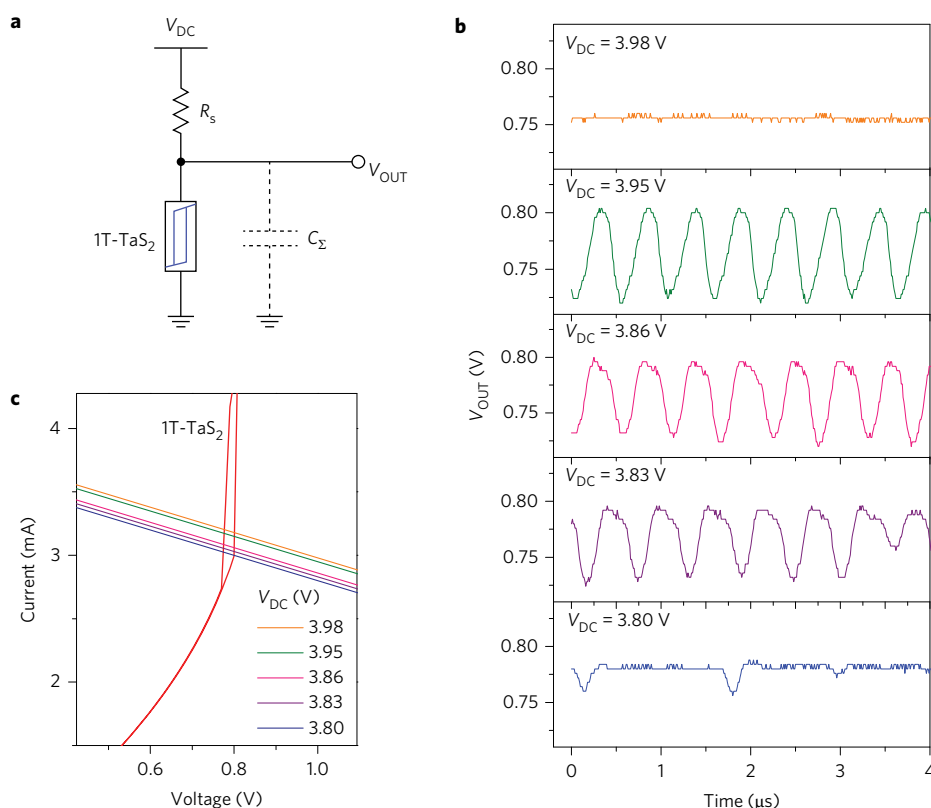 a
V_DC
R_s
V_OUT
1T-TaS₂
C_Σ
b
V_DC = 3.98 V
0.80
0.75
V_DC = 3.95 V
0.80
0.75
V_DC = 3.86 V
0.80
0.75
V_DC = 3.83 V
0.80
0.75
V_DC = 3.80 V
0.80
0.75
V_OUT (V)
0 1 2 3 4
Time (μs)
c
1T-TaS₂
4
3
2
Current (mA)
V_DC (V)
3.98
3.95
3.86
3.83
3.80
0.6 0.8 1.0
Voltage (V)